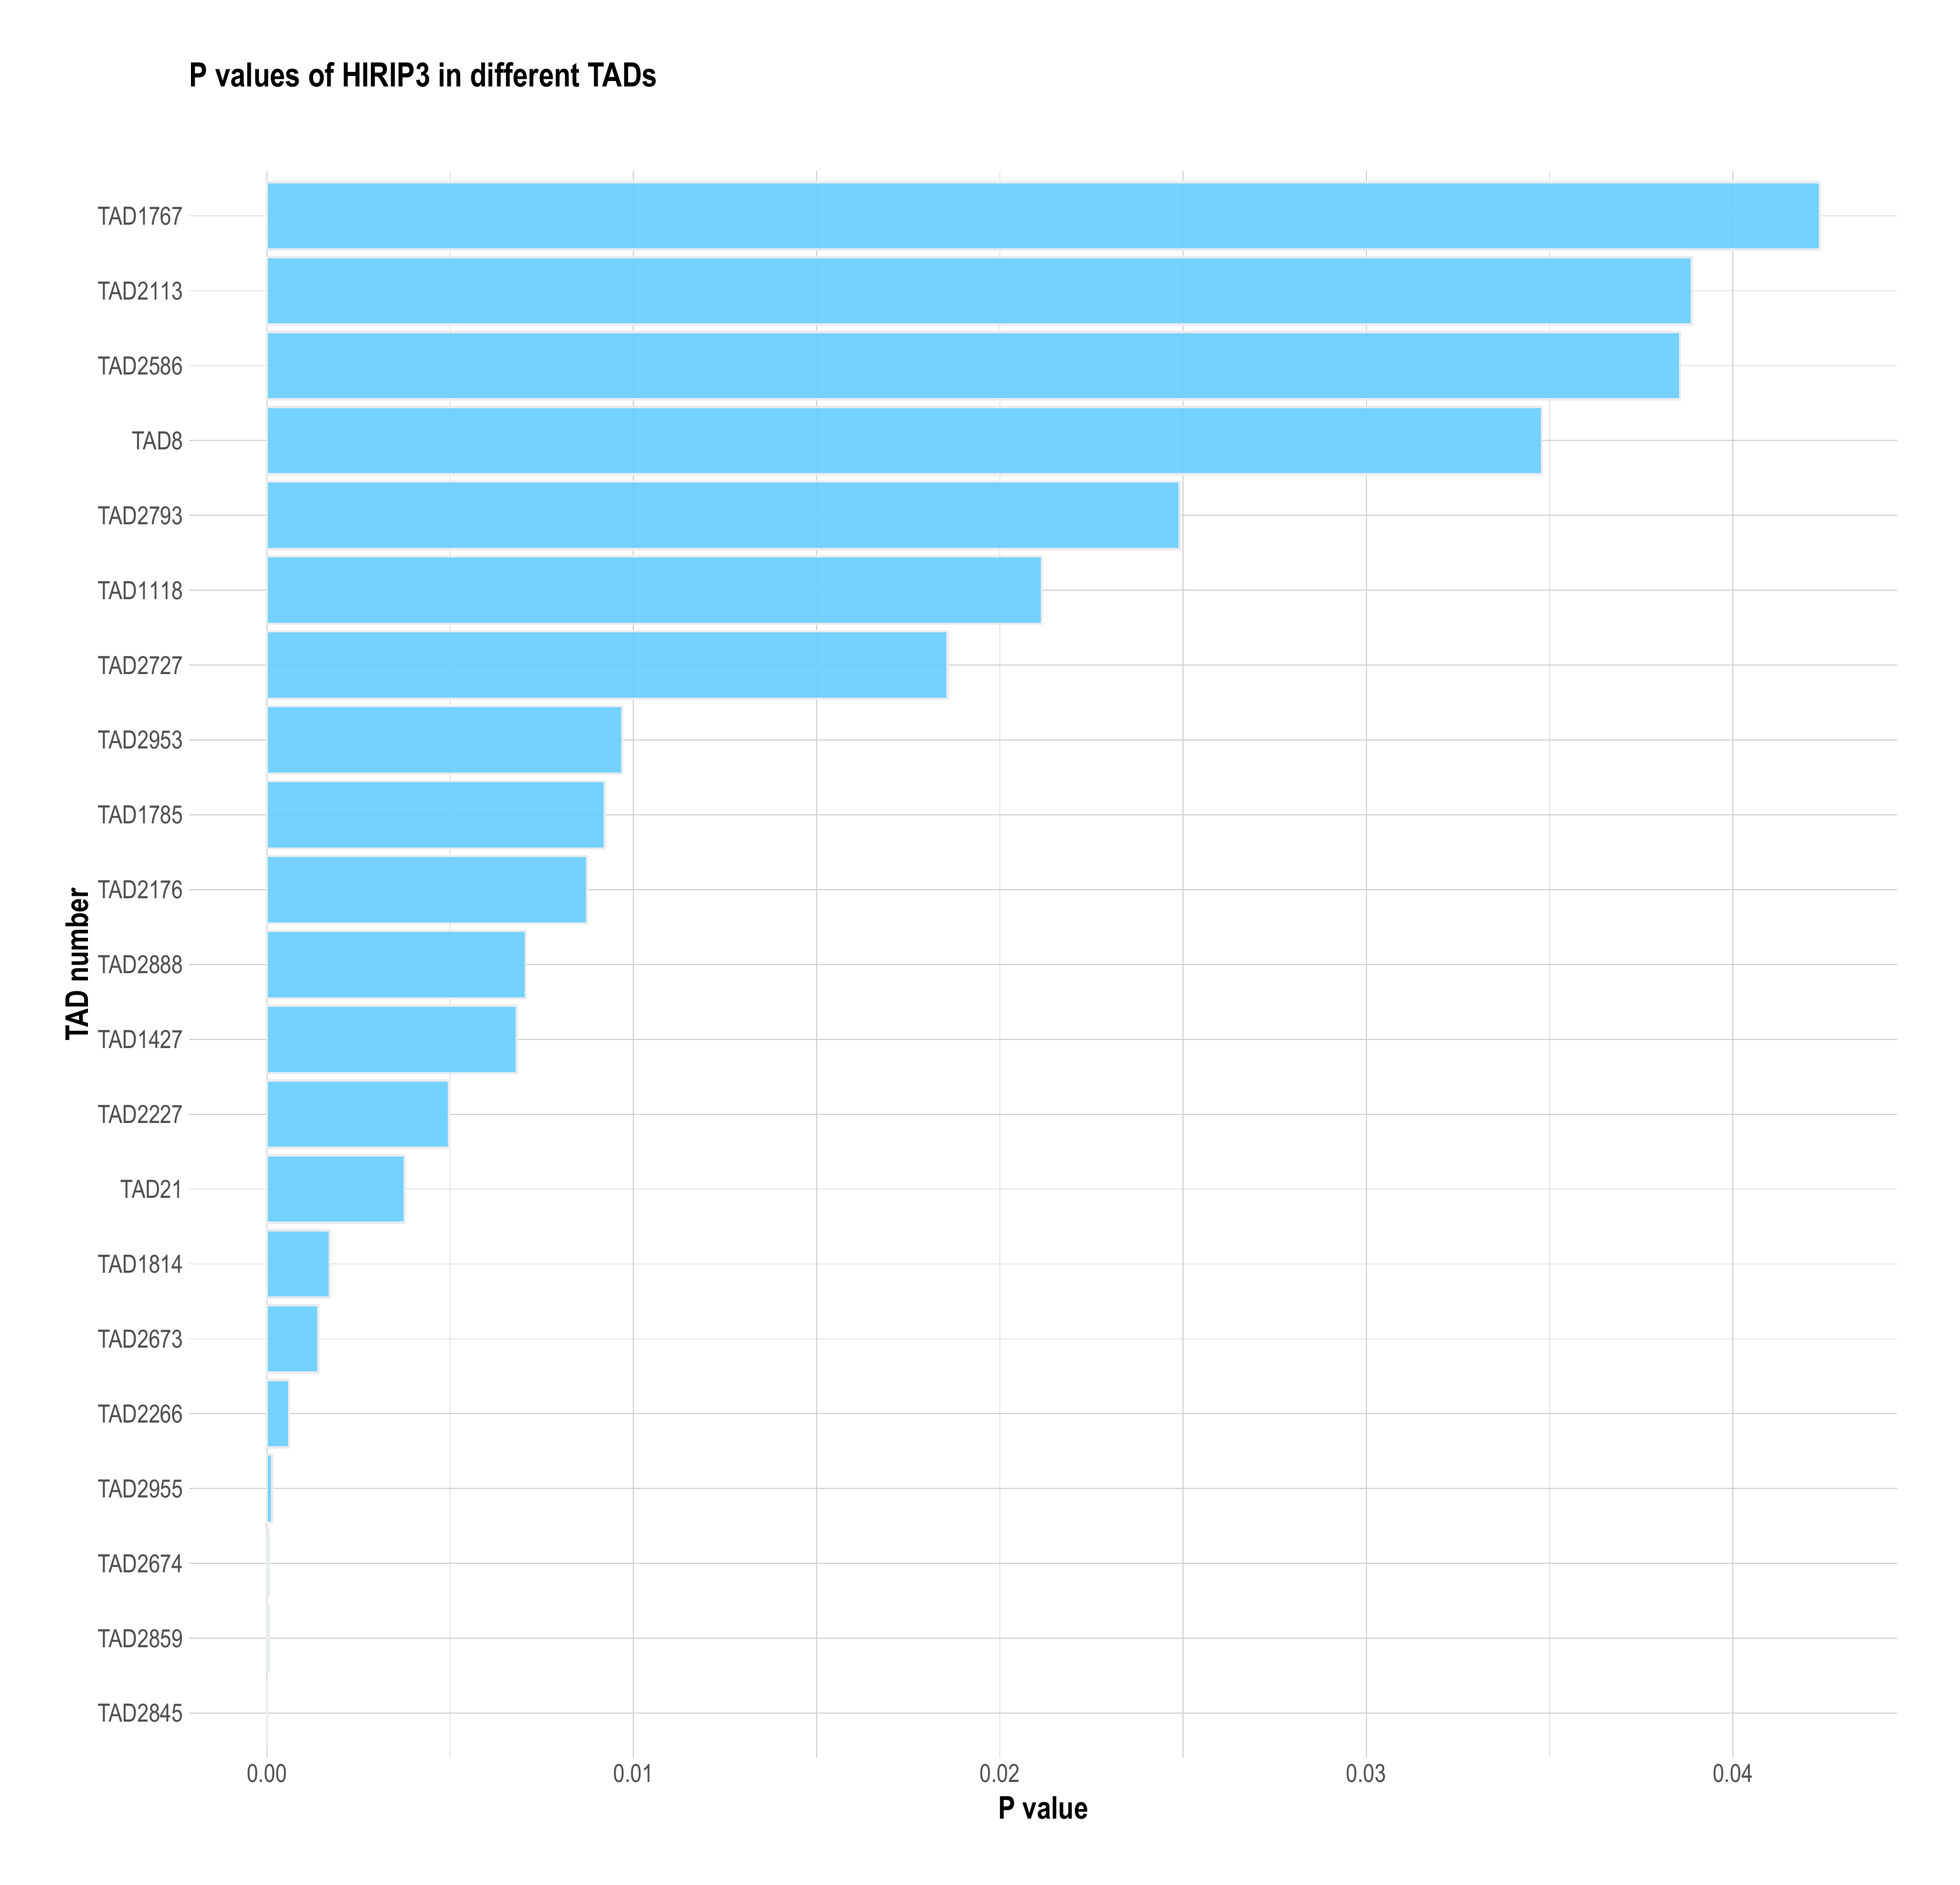 P values of HIRIP3 in different TADs
TAD1767
TAD2113
TAD2586
TAD8
TAD2793
TAD1118
TAD2727
TAD2953
TAD1785
TAD2176
TAD2888
TAD1427
TAD2227
TAD21
TAD1814
TAD2673
TAD2266
TAD2955
TAD2674
TAD2859
TAD2845
TAD number
0.00 0.01 0.02 0.03 0.04
P value